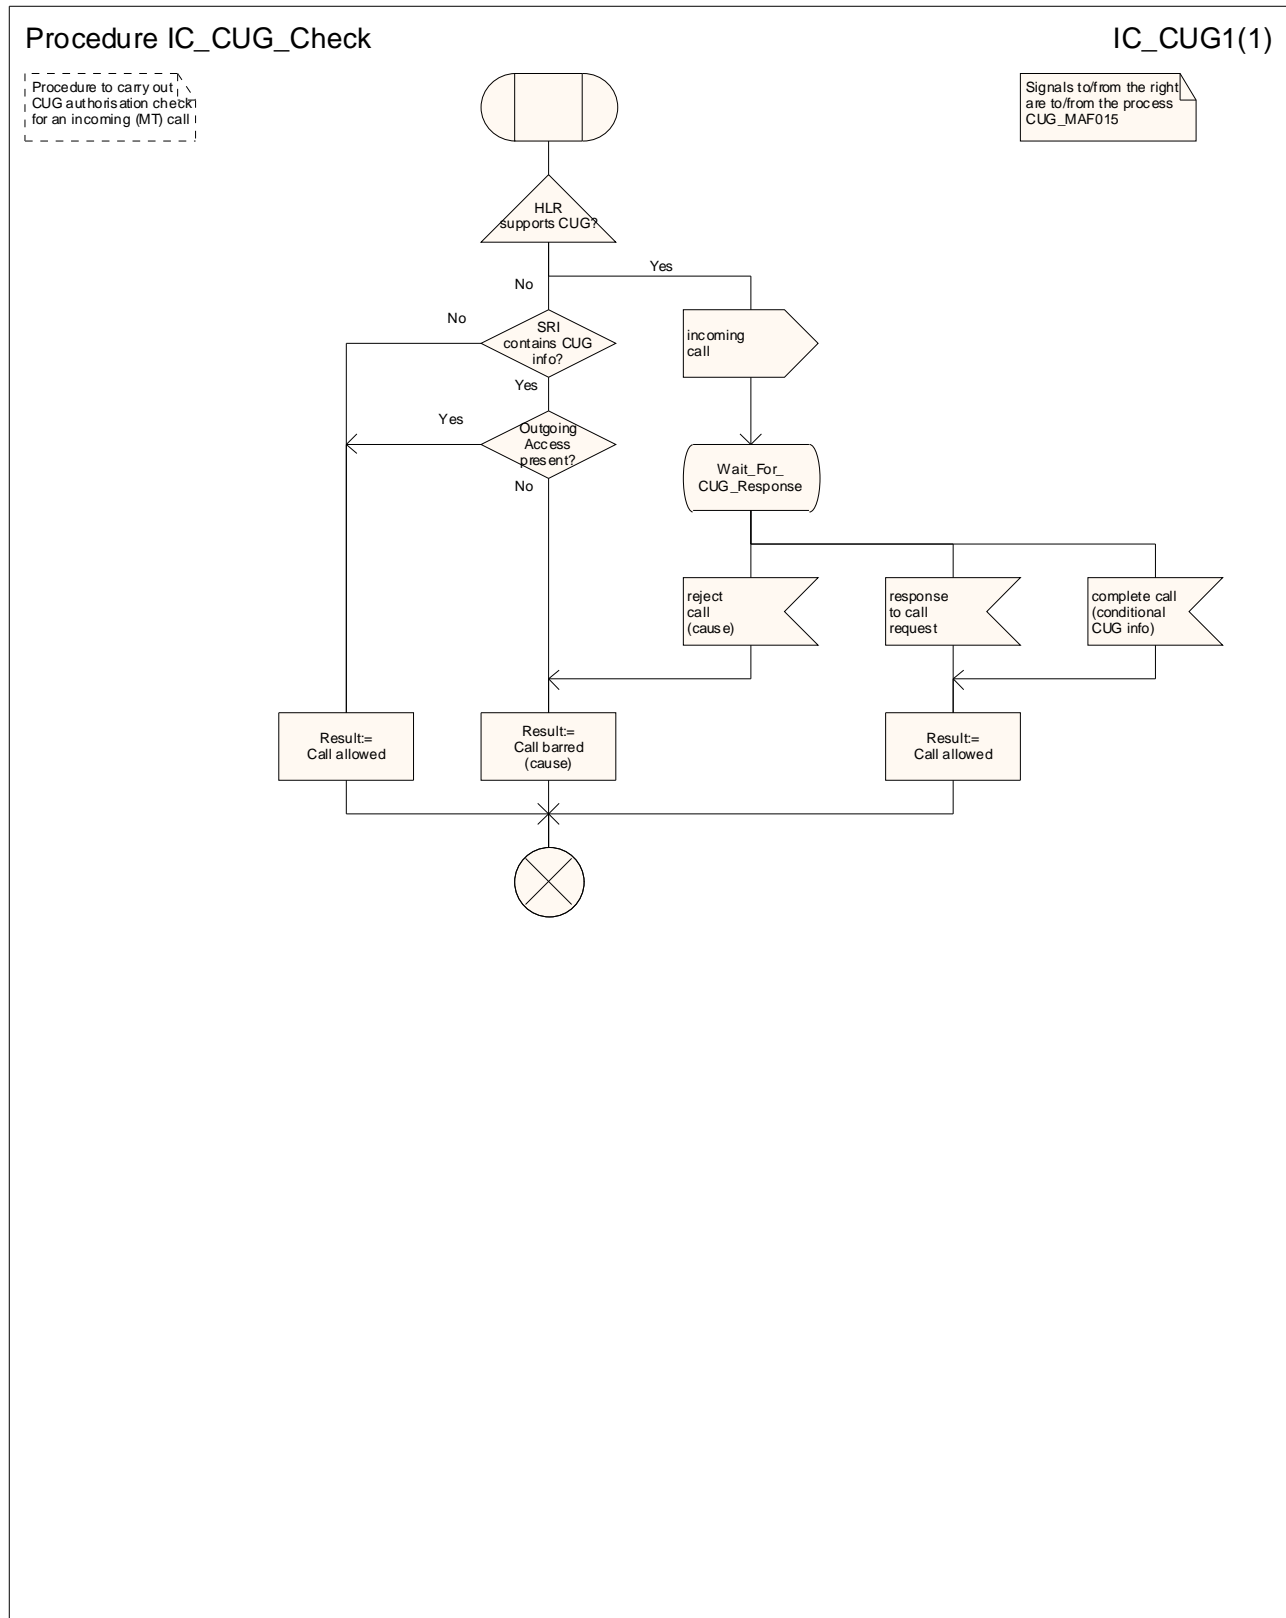 Procedure IC_CUG_Check
IC_CUG1(1)
Procedure to carry out
CUG authorisation check
for an incoming (MT) call
Signals to/from the right
are to/from the process
CUG_MAF015
HLR
supports CUG?
Yes
No
No
SRI
contains CUG
info?
incoming
call
Yes
Yes
Outgoing
Access
present?
No
Wait_For_
CUG_Response
reject
call
(cause)
response
to call
request
complete call
(conditional
CUG info)
Result:=
Call allowed
Result:=
Call barred
(cause)
Result:=
Call allowed